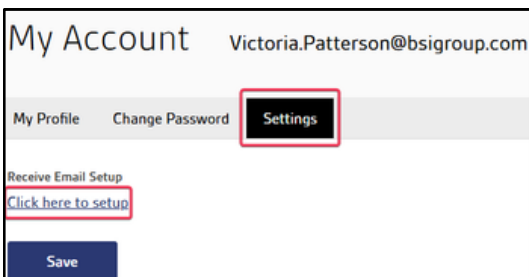 My Account Victoria.Patterson@bsigroup.com
My Profile Change Password Settings
Receive Email Setup
Click here to setup
Save